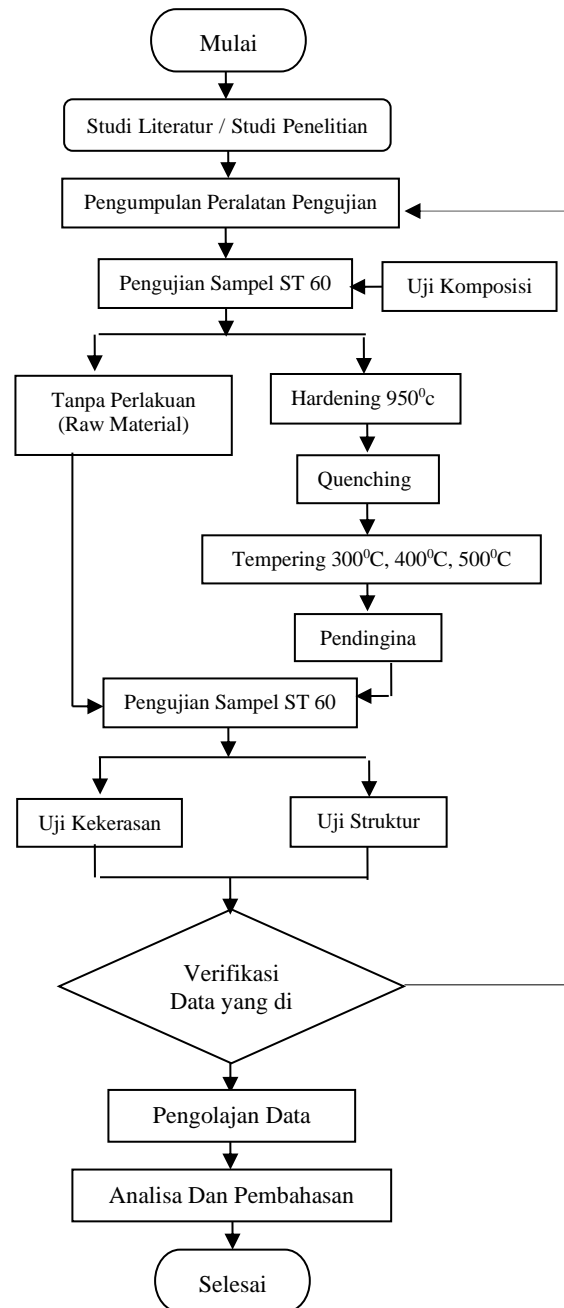 Mulai
Studi Literatur / Studi Penelitian
Pengumpulan Peralatan Pengujian
Pengujian Sampel ST 60
Uji Komposisi
Tanpa Perlakuan
(Raw Material)
Hardening 950⁰c
Quenching
Tempering 300⁰C, 400⁰C, 500⁰C
Pendingina
Pengujian Sampel ST 60
Uji Kekerasan
Uji Struktur
Verifikasi
Data yang di
Pengolajan Data
Analisa Dan Pembahasan
Selesai